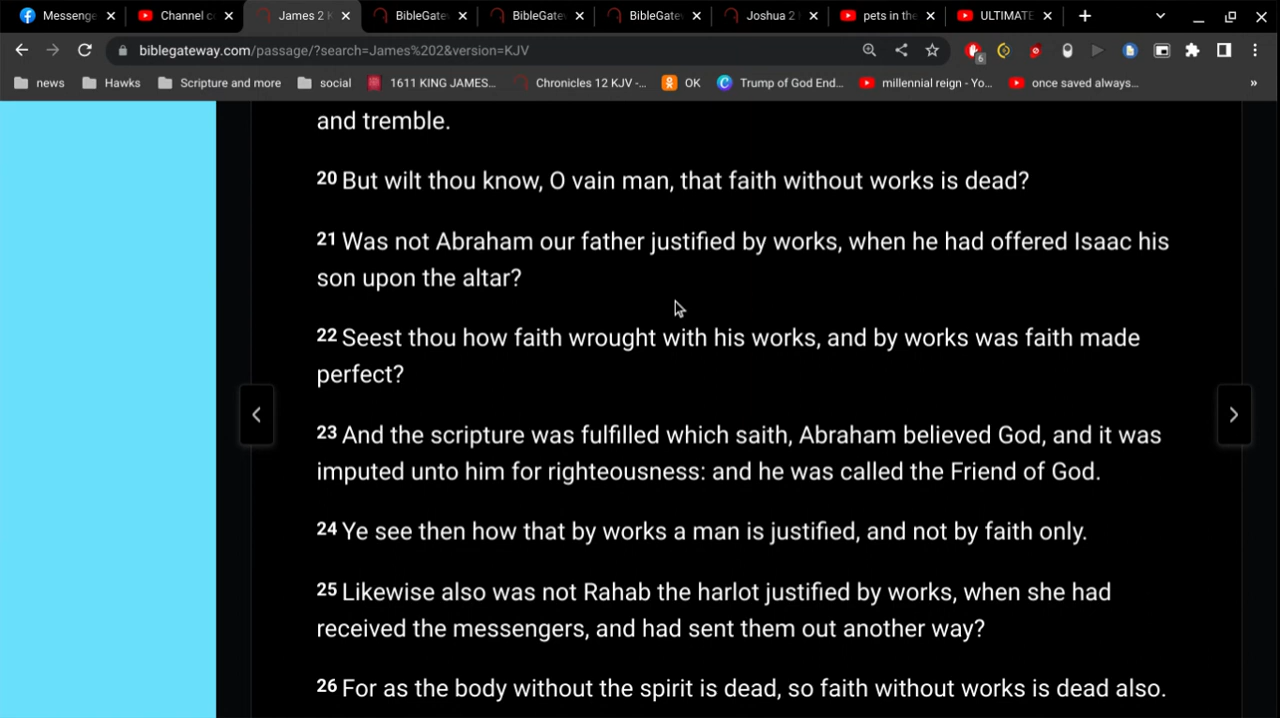 Messenge
Channel c
James 2 K
BibleGatew
BibleGatew
BibleGatew
Joshua 2
pets in the
ULTIMATE
biblegateway.com/passage/?search=James%202&version=KJV
6
news
Hawks
Scripture and more
social
1611 KING JAMES...
Chronicles 12 KJV -...
OK
Trump of God End...
millennial reign - Yo...
once saved always...
»
and tremble.
20 But wilt thou know, O vain man, that faith without works is dead?
21 Was not Abraham our father justified by works, when he had offered Isaac his
son upon the altar?
22 Seest thou how faith wrought with his works, and by works was faith made
perfect?
23 And the scripture was fulfilled which saith, Abraham believed God, and it was
imputed unto him for righteousness: and he was called the Friend of God.
24 Ye see then how that by works a man is justified, and not by faith only.
25 Likewise also was not Rahab the harlot justified by works, when she had
received the messengers, and had sent them out another way?
26 For as the body without the spirit is dead, so faith without works is dead also.